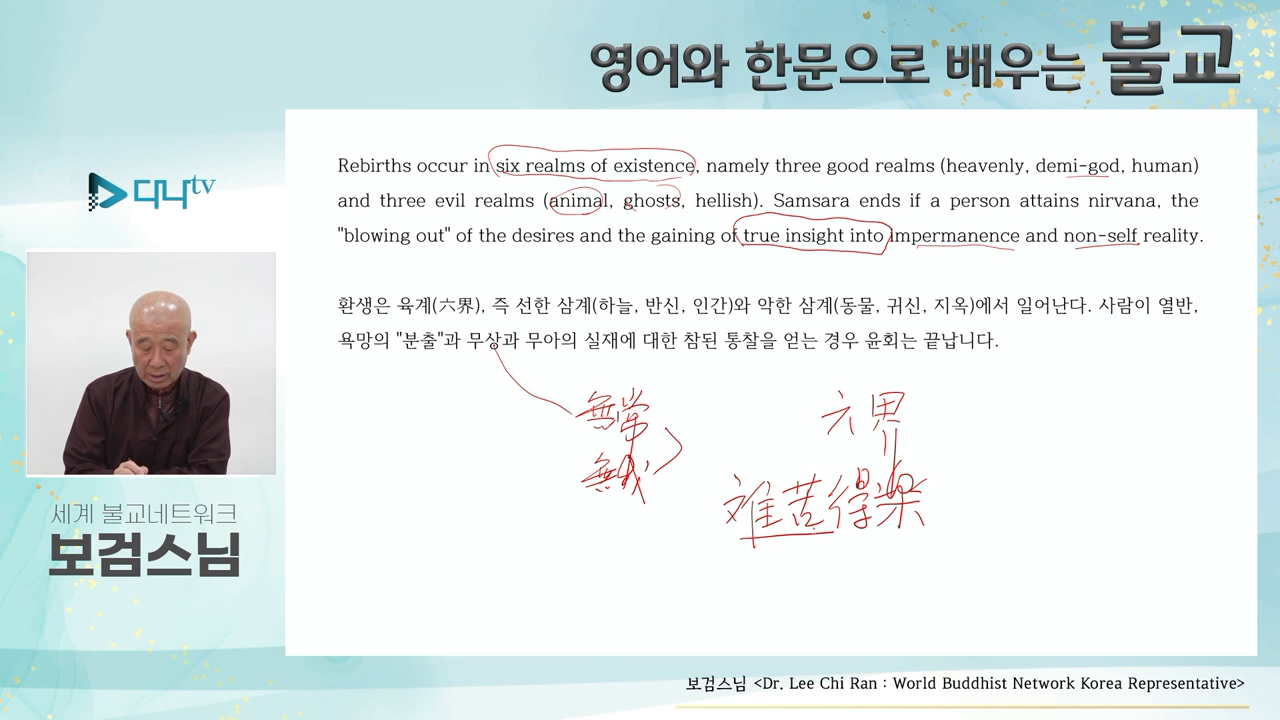 영어와 한문으로 배우는 불교
디나tv
Rebirths occur in six realms of existence, namely three good realms (heavenly, demi-god, human)
and three evil realms (animal, ghosts, hellish). Samsara ends if a person attains nirvana, the
"blowing out" of the desires and the gaining of true insight into impermanence and non-self reality.
환생은 육계(六界), 즉 선한 삼계(하늘, 반신, 인간)와 악한 삼계(동물, 귀신, 지옥)에서 일어난다. 사람이 열반,
욕망의 "분출"과 무상과 무아의 실재에 대한 참된 통찰을 얻는 경우 윤회는 끝납니다.
無常
無我
六界
離苦得楽
세계 불교네트워크
보검스님
보검스님 <Dr. Lee Chi Ran : World Buddhist Network Korea Representative>